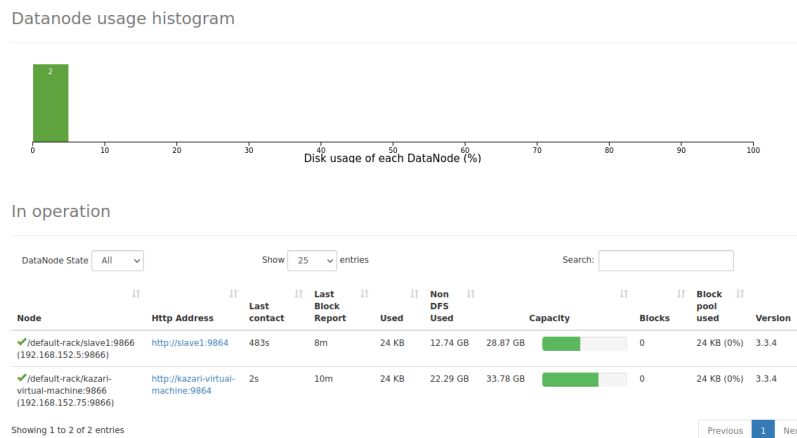 Datanode usage histogram
2
0 10 20 30 40 50 60 70 80 90 100
Disk usage of each DataNode (%)
In operation
DataNode State All Show 25 entries Search:
Node Http Address Last contact Last Block Report Used Non DFS Used Capacity Blocks Block pool used Version
/default-rack/slave1:9866 http://slave1:9864 483s 8m 24 KB 12.74 GB 28.87 GB 0 24 KB (0%) 3.3.4
(192.168.152.5:9866)
/default-rack/kazari- http://kazari-virtual- 2s 10m 24 KB 22.29 GB 33.78 GB 0 24 KB (0%) 3.3.4
virtual-machine:9866 machine:9864
(192.168.152.75:9866)
Showing 1 to 2 of 2 entries Previous 1 Nex